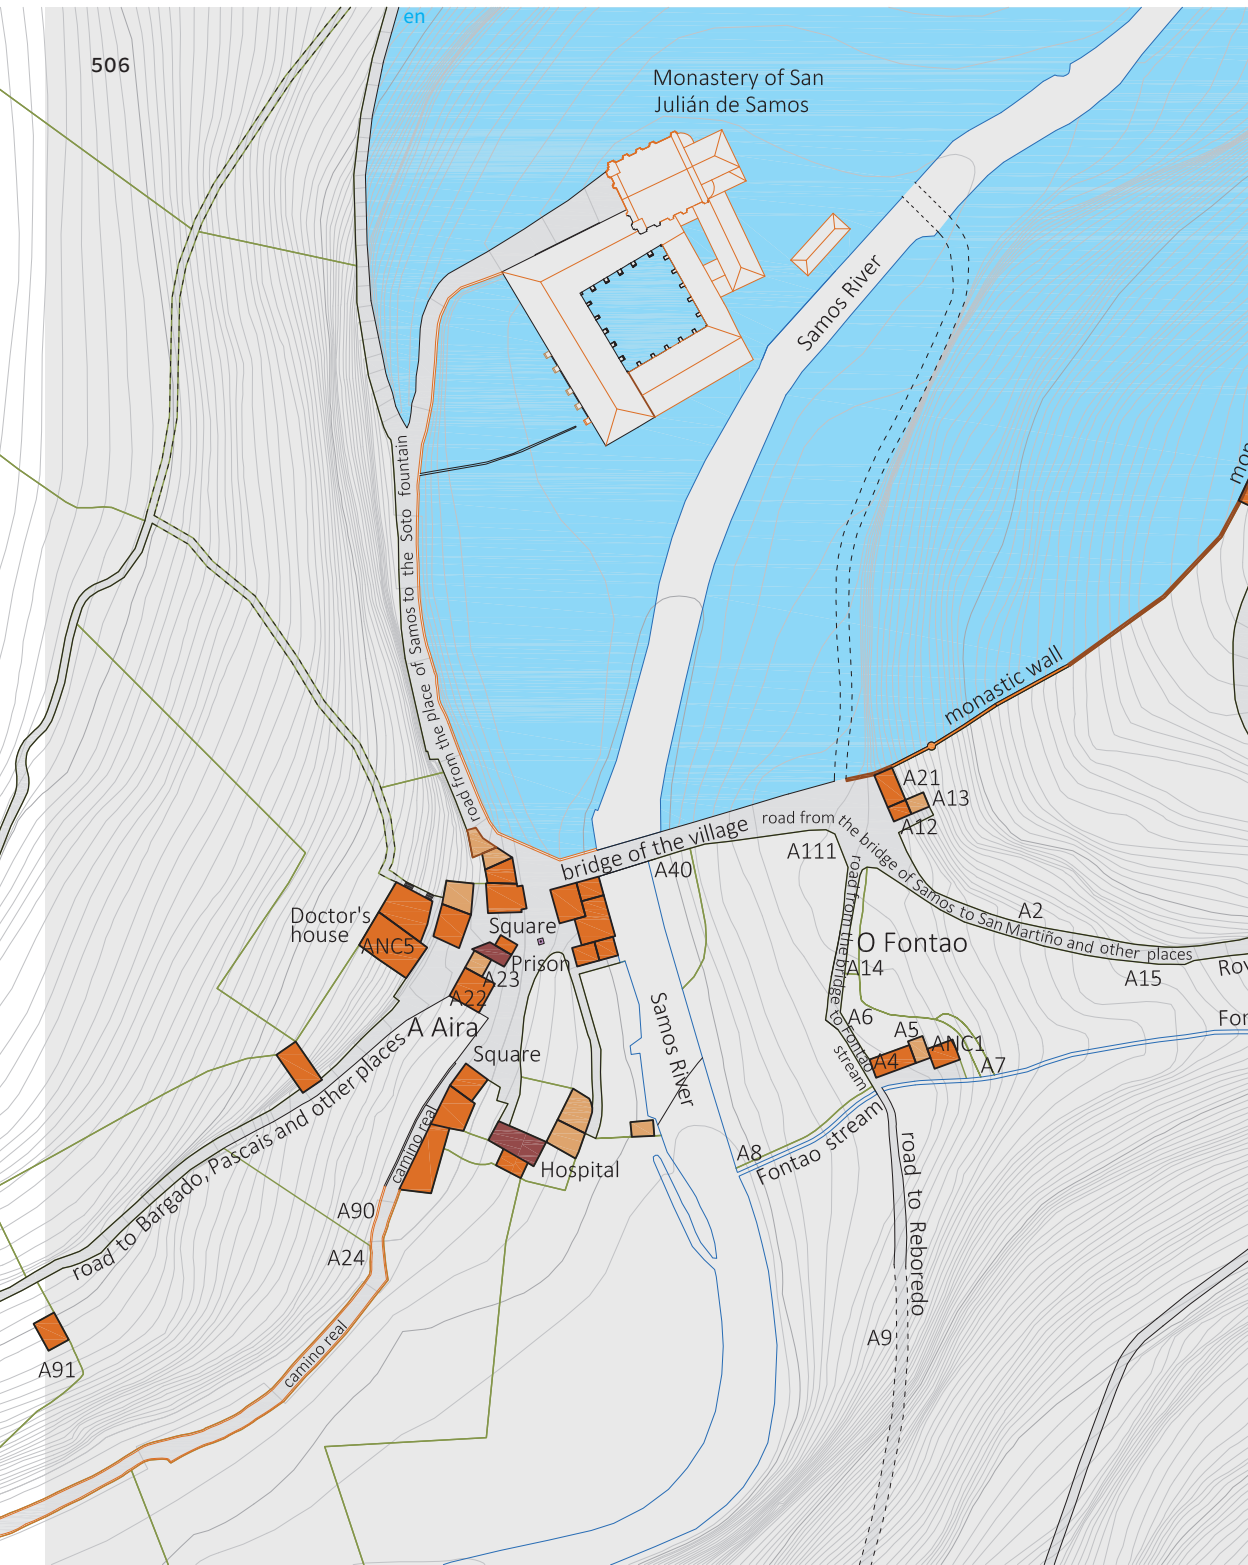 en
506
Monastery of San
Julián de Samos
Samos River
road from the place of Samos to the Soto fountain
monastic wall
mon
A21
A13
A12
bridge of the village
road from the bridge of Samos to San Martiño and other places
A111
A40
A2
A15
Doctor's
house
ANC5
Square
Prison
A23
A22
A Aira
Square
O Fontao
A14
road from the bridge to Fontao
stream
A6
A5
A4
ANC1
A7
Samos River
road to Bargado, Pascais and other places
camino real
Hospital
A8
Fontao stream
road to Reboredo
A90
A24
A9
camino real
A91